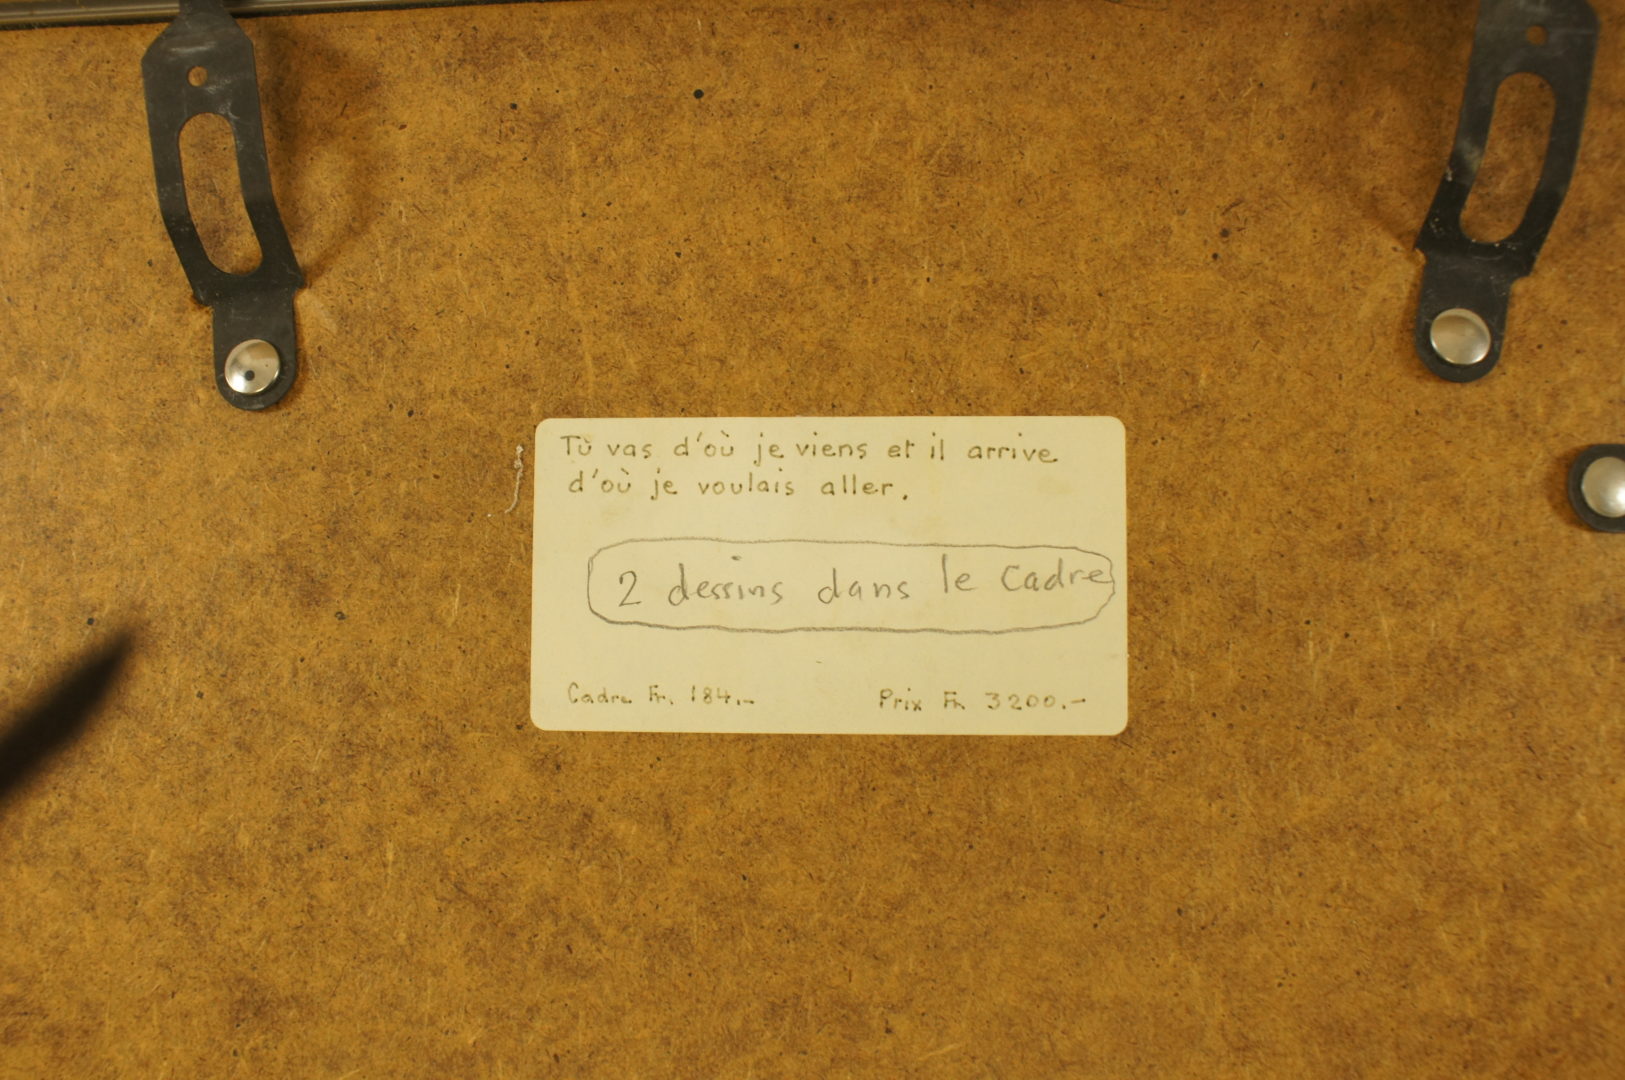 Tù vas d'où je viens et il arrive
d'où je voulais aller.
2 dessins dans le Cadre
Cadre Fr. 184.- Prix Fr. 3200.-